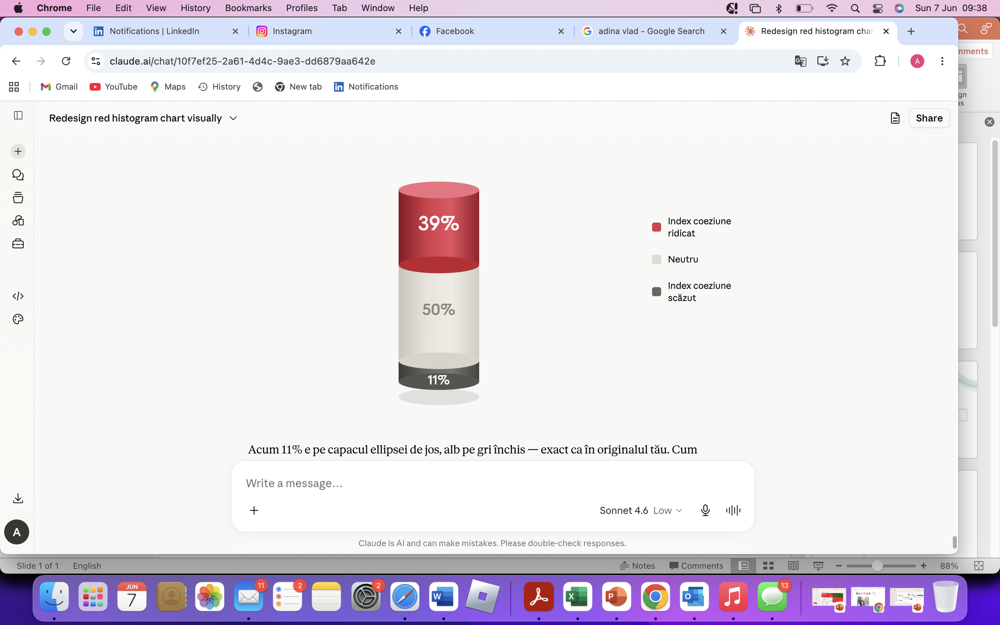 Chrome File Edit View History Bookmarks Profiles Tab Window Help Sun 7 Jun 09:38
Notifications | LinkedIn Instagram Facebook adina vlad - Google Search Redesign red histogram char
claude.ai/chat/10f7ef25-2a61-4d4c-9ae3-dd6879aa642e A
mments
Gmail YouTube Maps History New tab Notifications
gn
as
Redesign red histogram chart visually Share
39%
Index coeziune
ridicat
Neutru
50%
Index coeziune
scăzut
11%
Acum 11% e pe capacul ellipsei de jos, alb pe gri închis — exact ca în originalul tău. Cum
Write a message...
Sonnet 4.6 Low
A
Claude is AI and can make mistakes. Please double-check responses.
Slide 1 of 1 English Notes Comments 88%
JUN
7
11
2
2
W
X
P
O
13
P
P